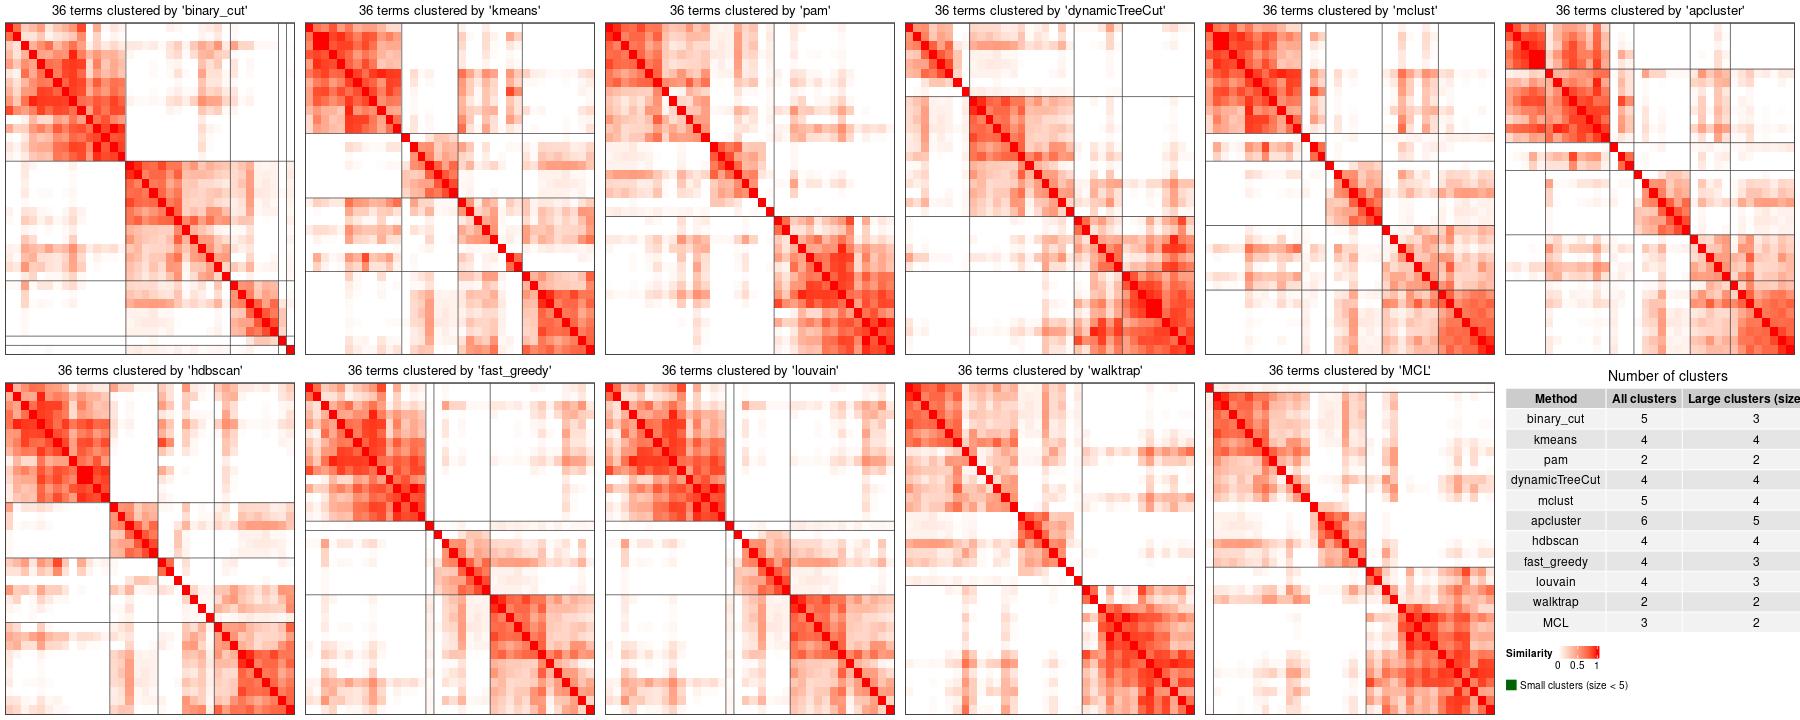 36 terms clustered by 'binary_cut'
36 terms clustered by 'kmeans'
36 terms clustered by 'pam'
36 terms clustered by 'dynamicTreeCut'
36 terms clustered by 'mclust'
36 terms clustered by 'apcluster'
36 terms clustered by 'hdbscan'
36 terms clustered by 'fast_greedy'
36 terms clustered by 'louvain'
36 terms clustered by 'walktrap'
36 terms clustered by 'MCL'
Number of clusters
Method All clusters Large clusters (size
binary_cut 5 3
kmeans 4 4
pam 2 2
dynamicTreeCut 4 4
mclust 5 4
apcluster 6 5
hdbscan 4 4
fast_greedy 4 3
louvain 4 3
walktrap 2 2
MCL 3 2
Similarity
0 0.5 1
Small clusters (size < 5)